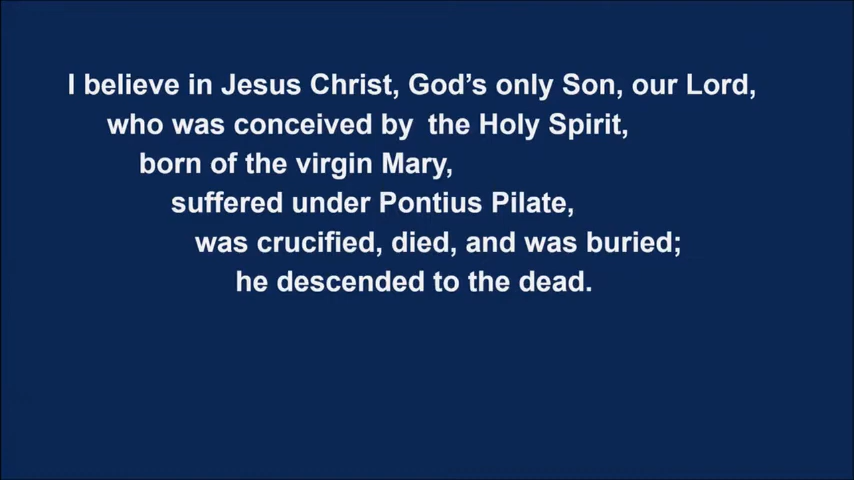 I believe in Jesus Christ, God’s only Son, our Lord,
who was conceived by  the Holy Spirit,
born of the virgin Mary,
suffered under Pontius Pilate,
was crucified, died, and was buried;
he descended to the dead.